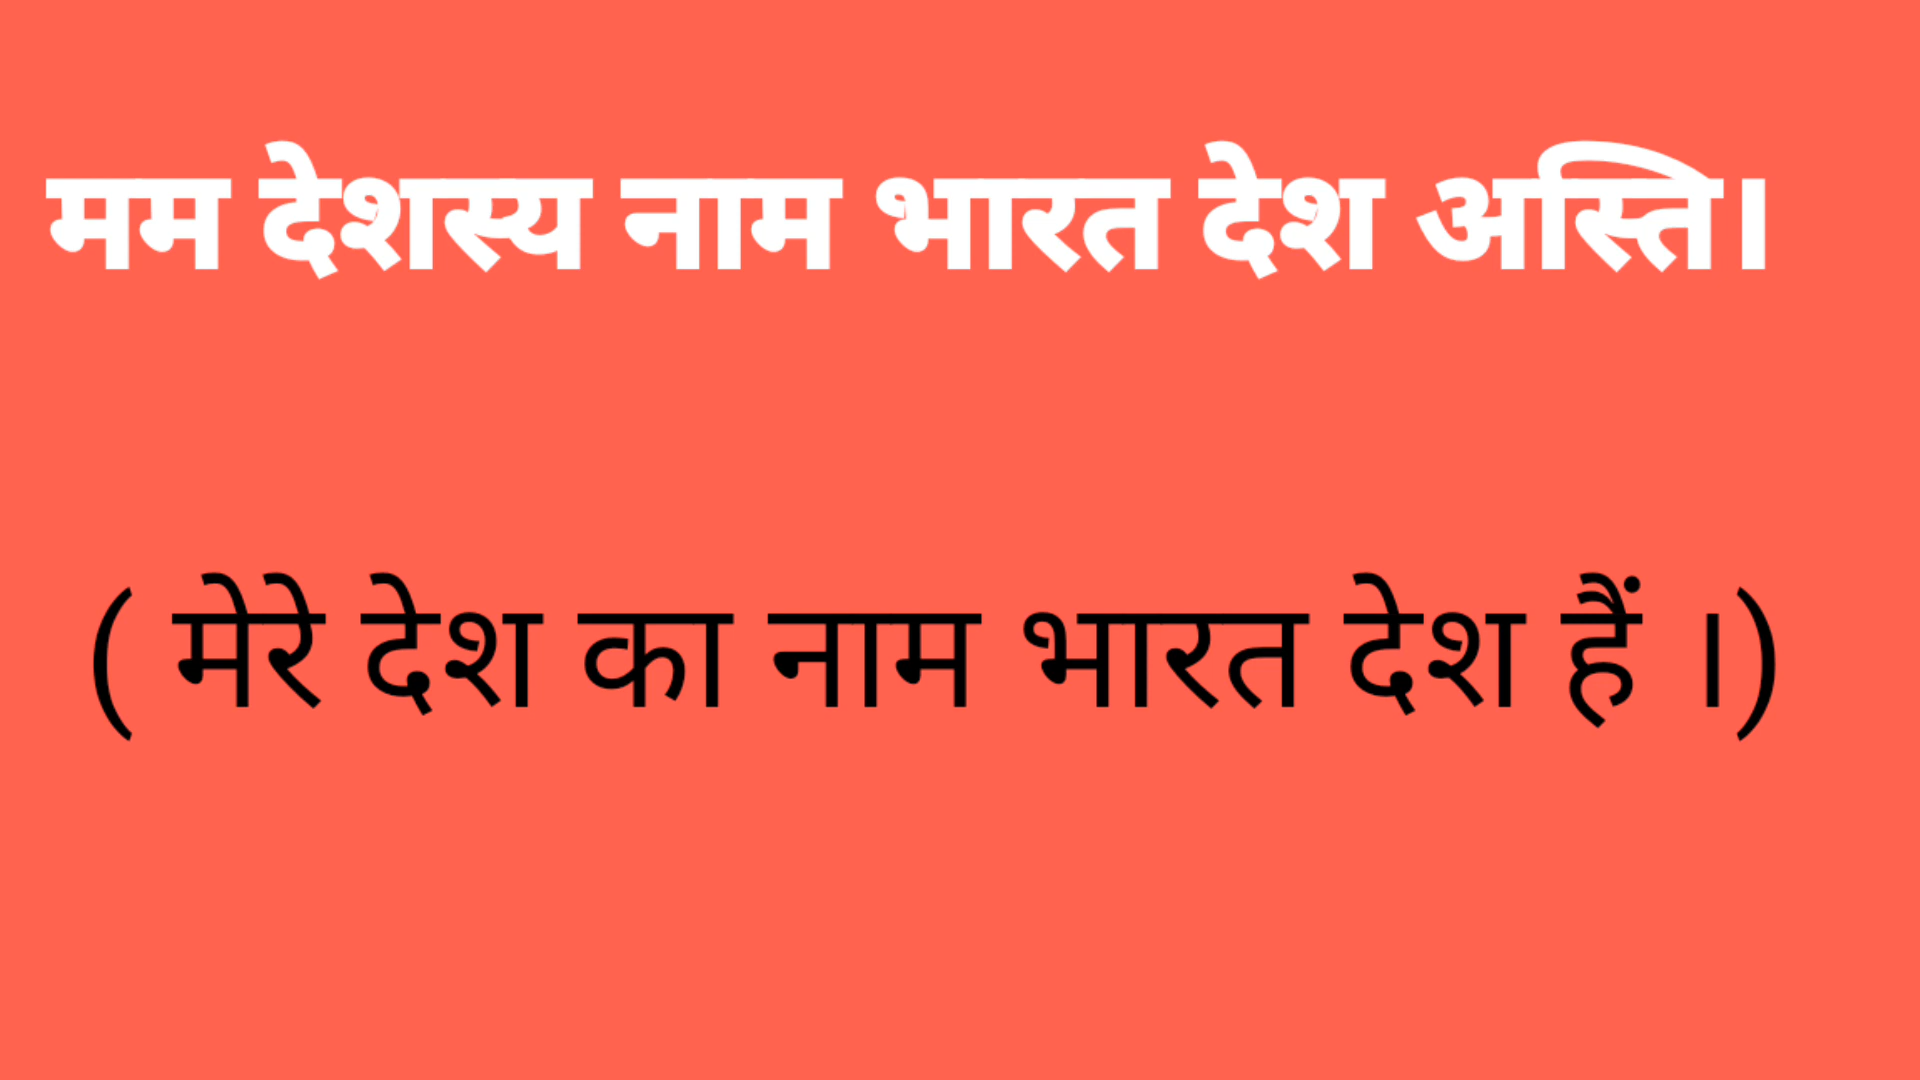 मम देशस्य नाम भारत देश अस्ति।
( मेरे देश का नाम भारत देश हैं ।)